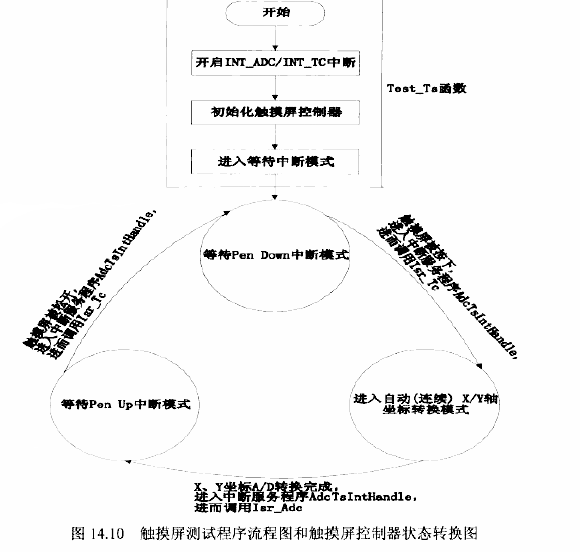 开始
开启INT_ADC/INT_TC中断
Test_Ts函数
初始化触摸屏控制器
进入等待中断模式
等待Pen Down中断模式
触摸屏被按下,
进入中断服务程序AdcTsIntHandle,
进而调用Isr_Tc
触摸屏被松开,
进入中断服务程序AdcTsIntHandle,
进而调用Isr_Tc
等待Pen Up中断模式
进入自动(连续) X/Y轴
坐标转换模式
X、Y坐标A/D转换完成,
进入中断服务程序AdcTsIntHandle,
进而调用Isr_Adc
图 14.10 触摸屏测试程序流程图和触摸屏控制器状态转换图